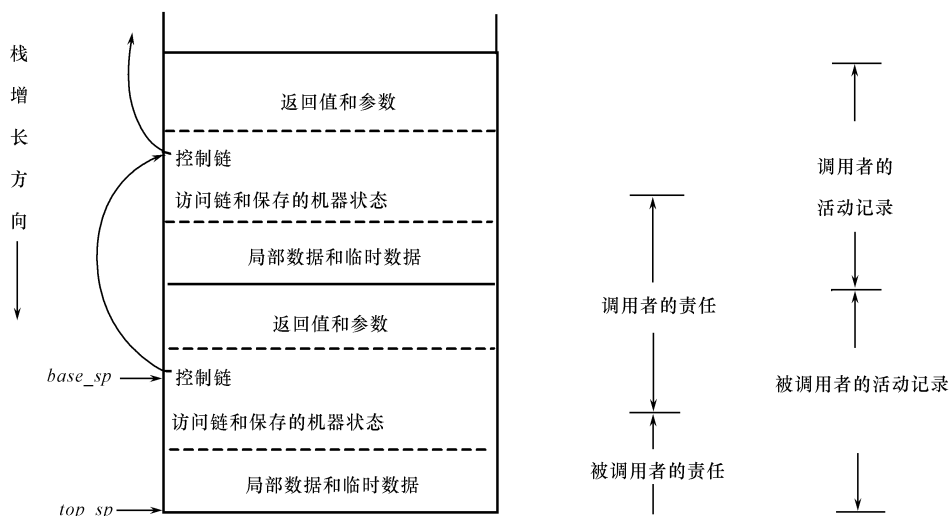 栈增长方向
返回值和参数
控制链
访问链和保存的机器状态
局部数据和临时数据
返回值和参数
控制链
访问链和保存的机器状态
局部数据和临时数据
base_sp
top_sp
调用者的责任
被调用者的责任
调用者的
活动记录
被调用者的活动记录